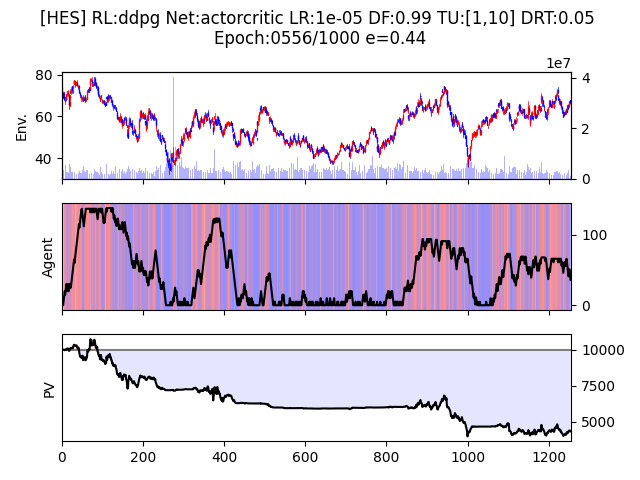 [HES] RL:ddpg Net:actorcritic LR:1e-05 DF:0.99 TU:[1,10] DRT:0.05
Epoch:0556/1000 e=0.44
1e7
80
60
40
Env.
4
2
0
Agent
100
0
PV
10000
7500
5000
0 200 400 600 800 1000 1200